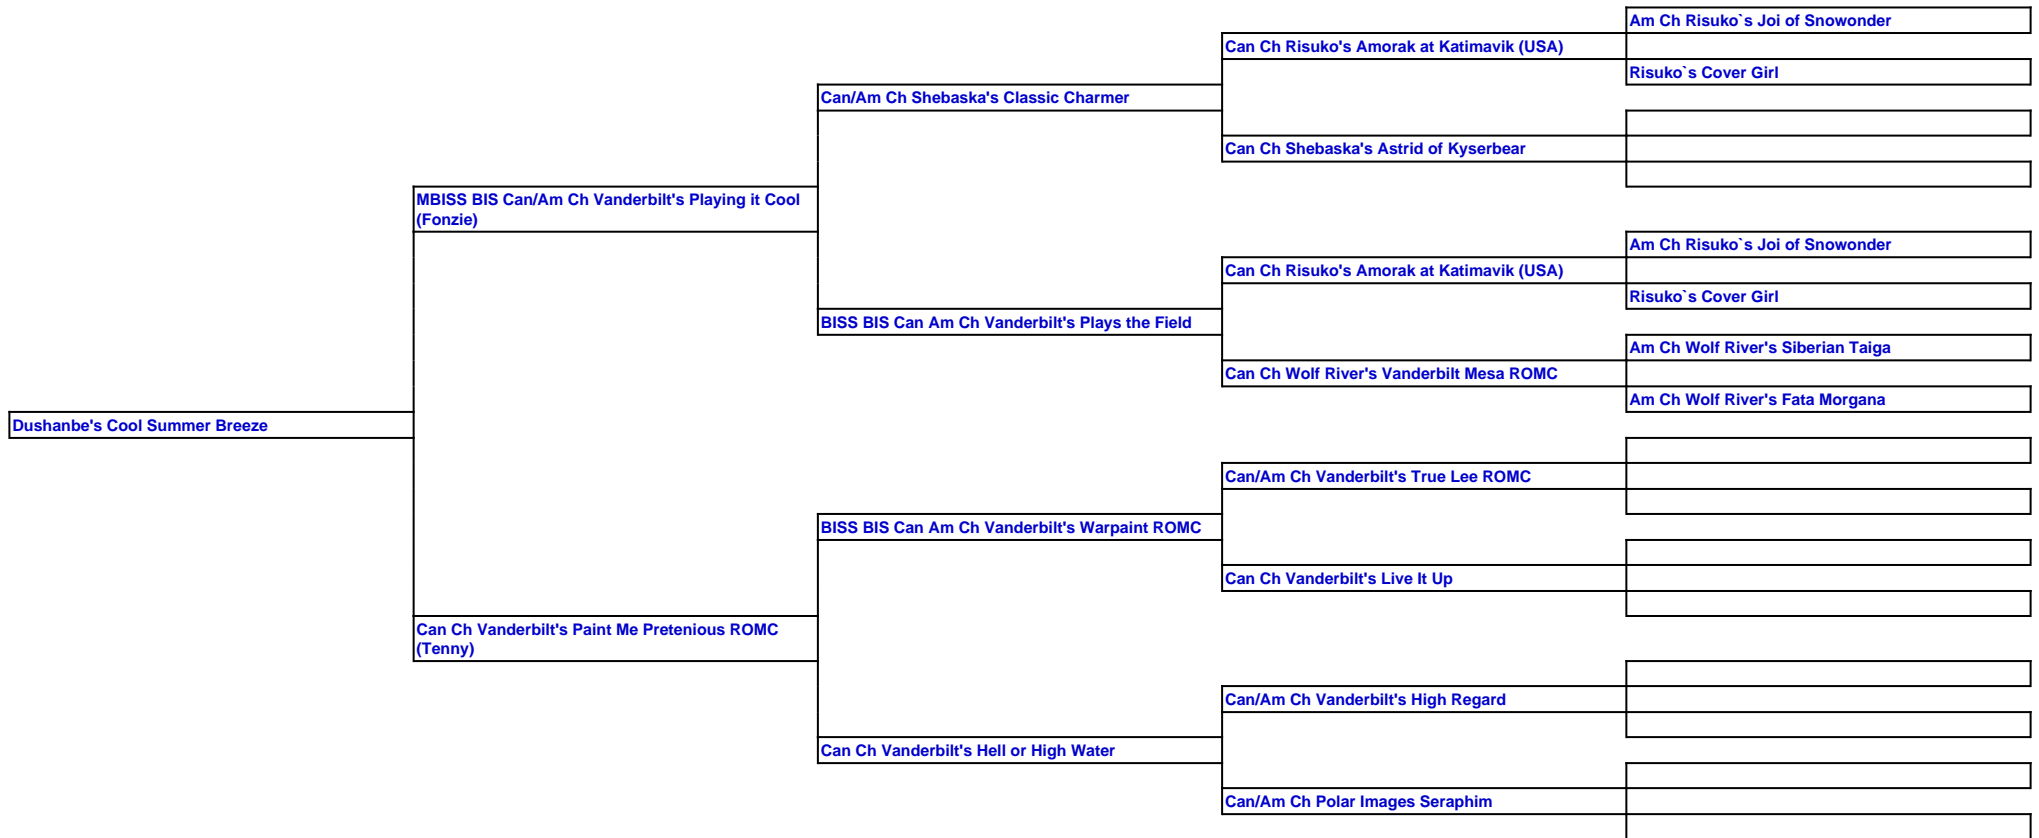 Am Ch Risuko`s Joi of Snowonder
Can Ch Risuko's Amorak at Katimavik (USA)
Risuko`s Cover Girl
Can/Am Ch Shebaska's Classic Charmer
Can Ch Shebaska's Astrid of Kyserbear
MBISS BIS Can/Am Ch Vanderbilt's Playing it Cool
(Fonzie)
Am Ch Risuko`s Joi of Snowonder
Can Ch Risuko's Amorak at Katimavik (USA)
Risuko`s Cover Girl
BISS BIS Can Am Ch Vanderbilt's Plays the Field
Am Ch Wolf River's Siberian Taiga
Can Ch Wolf River's Vanderbilt Mesa ROMC
Am Ch Wolf River's Fata Morgana
Dushanbe's Cool Summer Breeze
Can/Am Ch Vanderbilt's True Lee ROMC
BISS BIS Can Am Ch Vanderbilt's Warpaint ROMC
Can Ch Vanderbilt's Live It Up
Can Ch Vanderbilt's Paint Me Pretenious ROMC
(Tenny)
Can/Am Ch Vanderbilt's High Regard
Can Ch Vanderbilt's Hell or High Water
Can/Am Ch Polar Images Seraphim